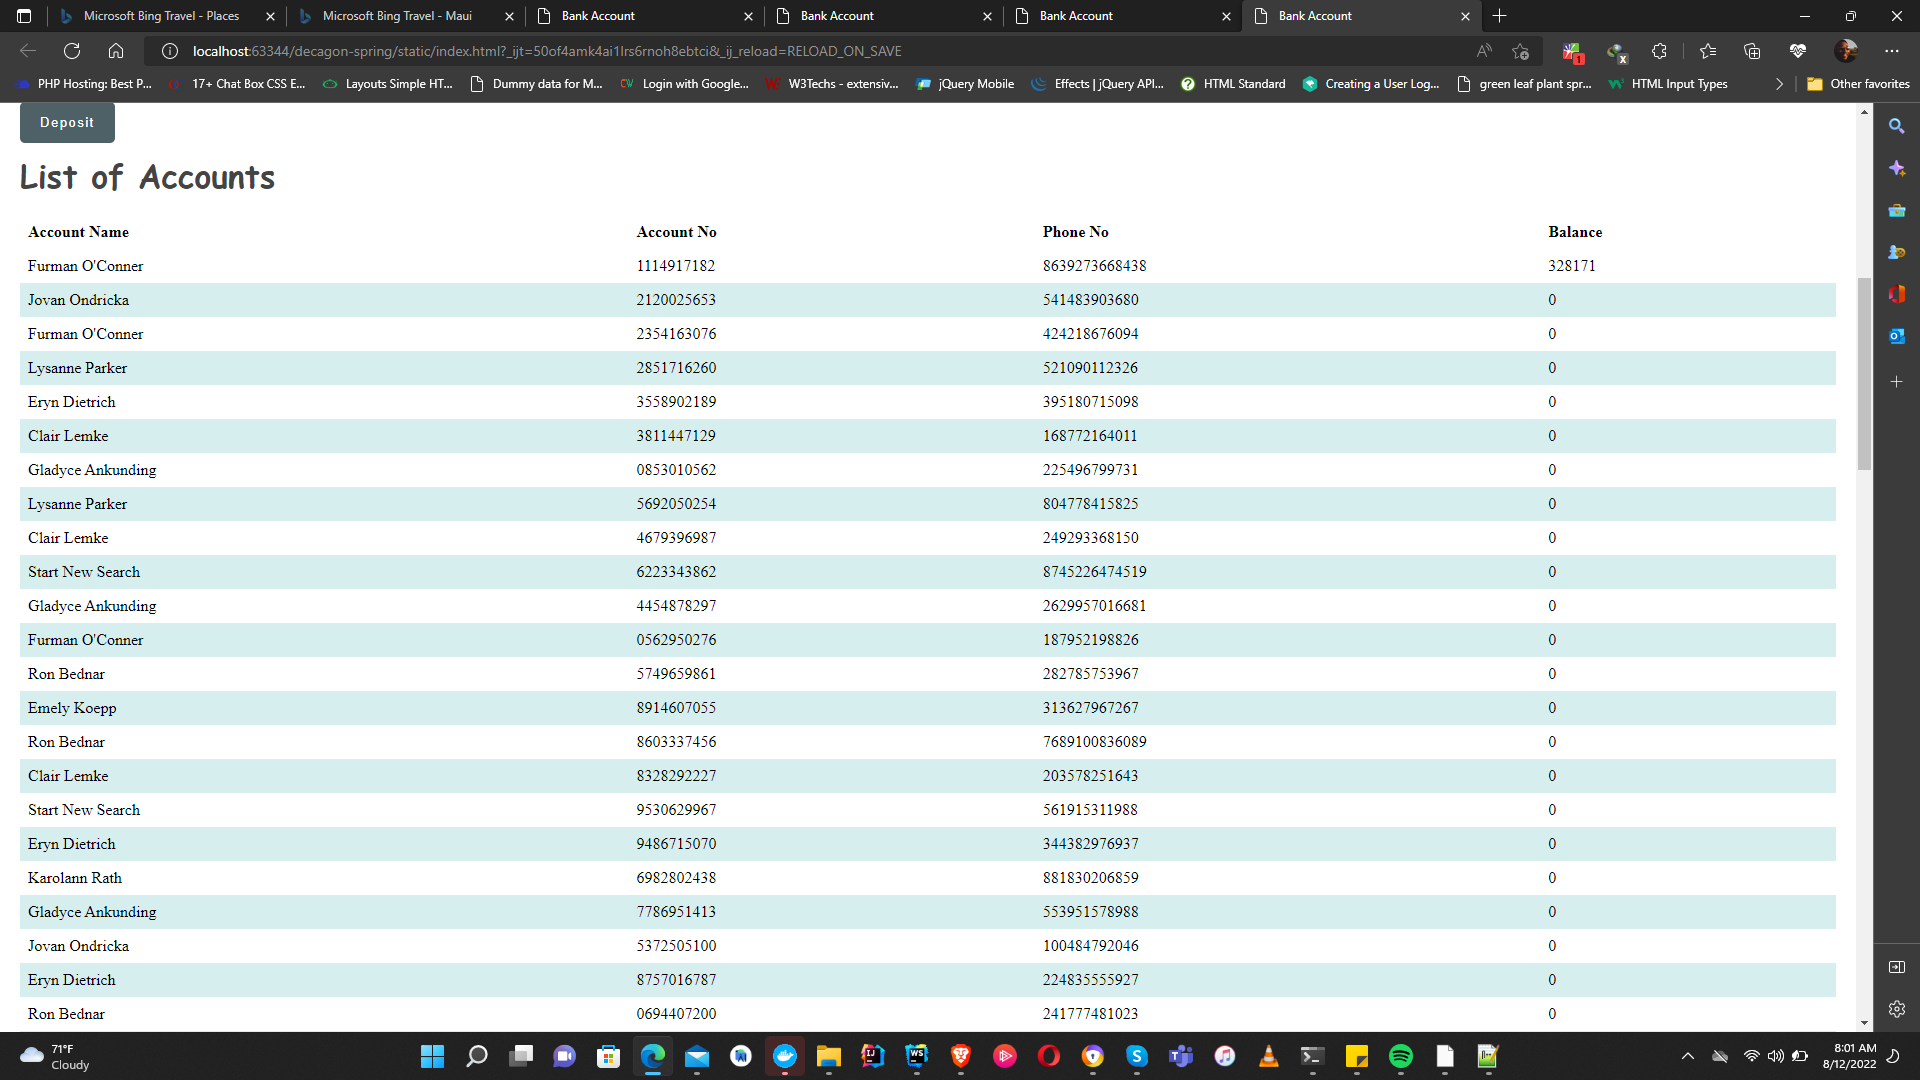 Microsoft Bing Travel - Places
Microsoft Bing Travel - Maui
Bank Account
Bank Account
Bank Account
Bank Account
localhost:63344/decagon-spring/static/index.html?_ijt=50of4amk4ai1lrs6rnoh8ebtci&_ij_reload=RELOAD_ON_SAVE
PHP Hosting: Best P...
17+ Chat Box CSS E...
Layouts Simple HT...
Dummy data for M...
Login with Google...
W3Techs - extensiv...
jQuery Mobile
Effects | jQuery API...
HTML Standard
Creating a User Log...
green leaf plant spr...
HTML Input Types
Other favorites
Deposit
List of Accounts
Account Name Account No Phone No Balance
Furman O'Conner 1114917182 8639273668438 328171
Jovan Ondricka 2120025653 541483903680 0
Furman O'Conner 2354163076 424218676094 0
Lysanne Parker 2851716260 521090112326 0
Eryn Dietrich 3558902189 395180715098 0
Clair Lemke 3811447129 168772164011 0
Gladyce Ankunding 0853010562 225496799731 0
Lysanne Parker 5692050254 804778415825 0
Clair Lemke 4679396987 249293368150 0
Start New Search 6223343862 8745226474519 0
Gladyce Ankunding 4454878297 2629957016681 0
Furman O'Conner 0562950276 187952198826 0
Ron Bednar 5749659861 282785753967 0
Emely Koepp 8914607055 313627967267 0
Ron Bednar 8603337456 7689100836089 0
Clair Lemke 8328292227 203578251643 0
Start New Search 9530629967 561915311988 0
Eryn Dietrich 9486715070 344382976937 0
Karolann Rath 6982802438 881830206859 0
Gladyce Ankunding 7786951413 553951578988 0
Jovan Ondricka 5372505100 100484792046 0
Eryn Dietrich 8757016787 224835555927 0
Ron Bednar 0694407200 241777481023 0
71°F
Cloudy
8:01 AM
8/12/2022